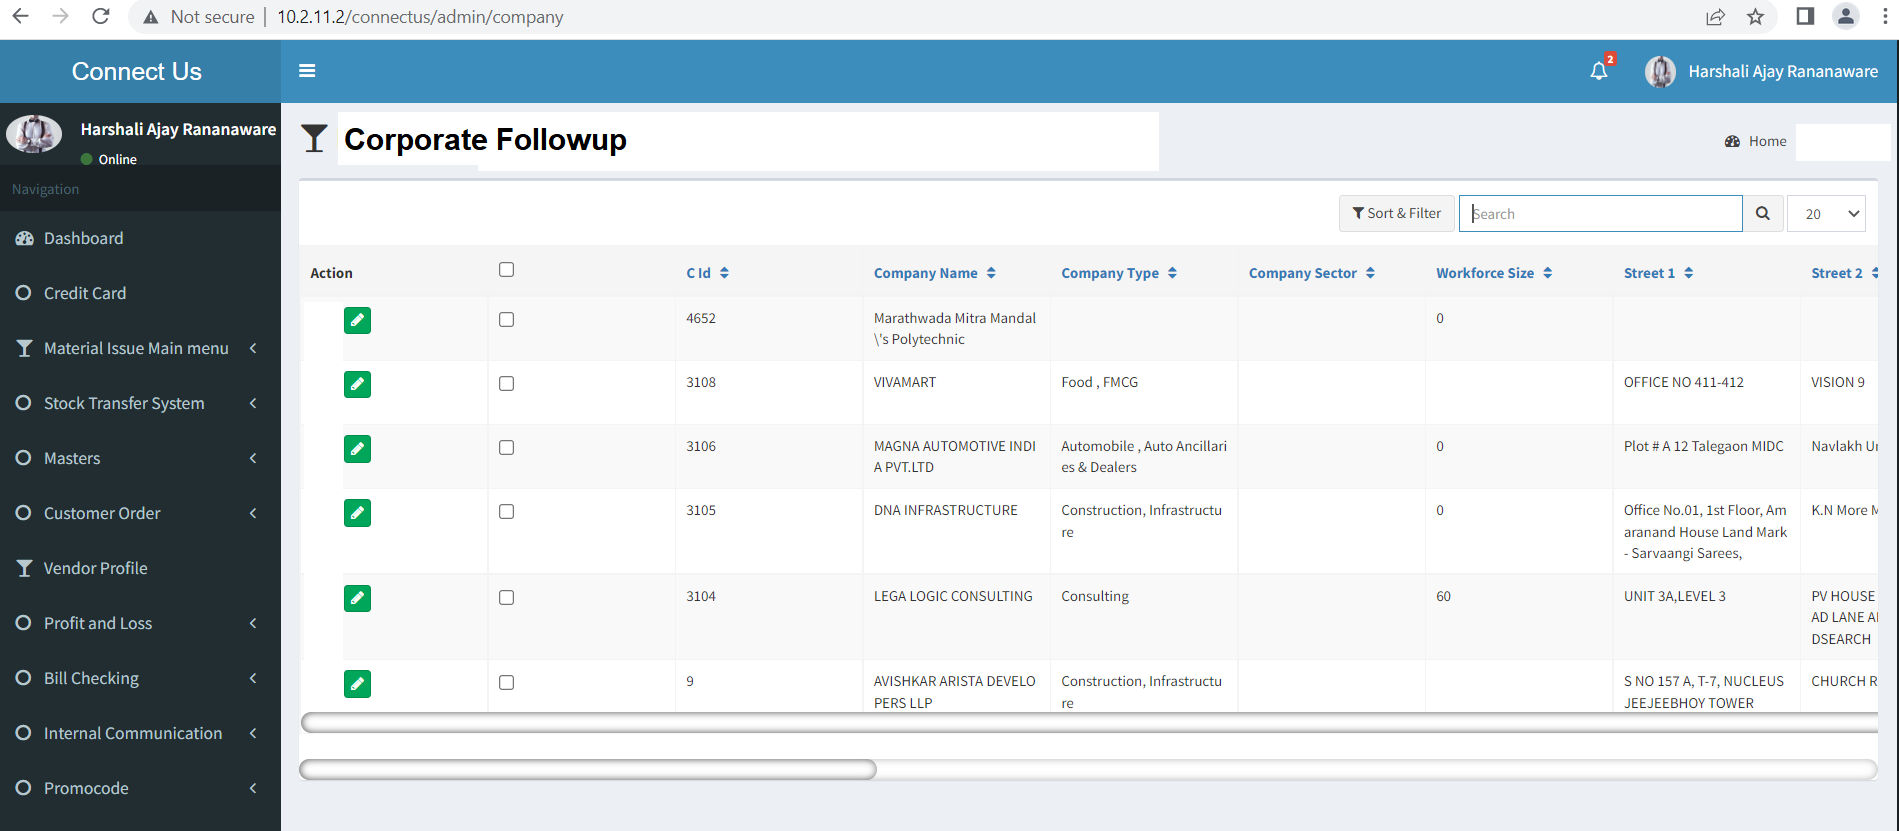 Not secure | 10.2.11.2/connectus/admin/company
Connect Us
2
Harshali Ajay Rananaware
Harshali Ajay Rananaware
Online
Navigation
Dashboard
Credit Card
Material Issue Main menu
Stock Transfer System
Masters
Customer Order
Vendor Profile
Profit and Loss
Bill Checking
Internal Communication
Promocode
Corporate Followup
Home
Sort & Filter
Search
20
Action C Id Company Name Company Type Company Sector Workforce Size Street 1 Street 2
4652 Marathwada Mitra Mandal 0
\'s Polytechnic
3108 VIVAMART Food , FMCG OFFICE NO 411-412 VISION 9
3106 MAGNA AUTOMOTIVE INDI Automobile , Auto Ancillari 0 Plot # A 12 Talegaon MIDC Navlakh
A PVT.LTD es & Dealers
3105 DNA INFRASTRUCTURE Construction, Infrastructu 0 Office No.01, 1st Floor, Am K.N More
re aranand House Land Mark
- Sarvaangi Sarees,
3104 LEGA LOGIC CONSULTING Consulting 60 UNIT 3A,LEVEL 3 PV HOUSE
AD LANE
DSEARCH
9 AVISHKAR ARISTA DEVELO Construction, Infrastructu S NO 157 A, T-7, NUCLEUS CHURCH
PERS LLP re JEEJEEBHOY TOWER